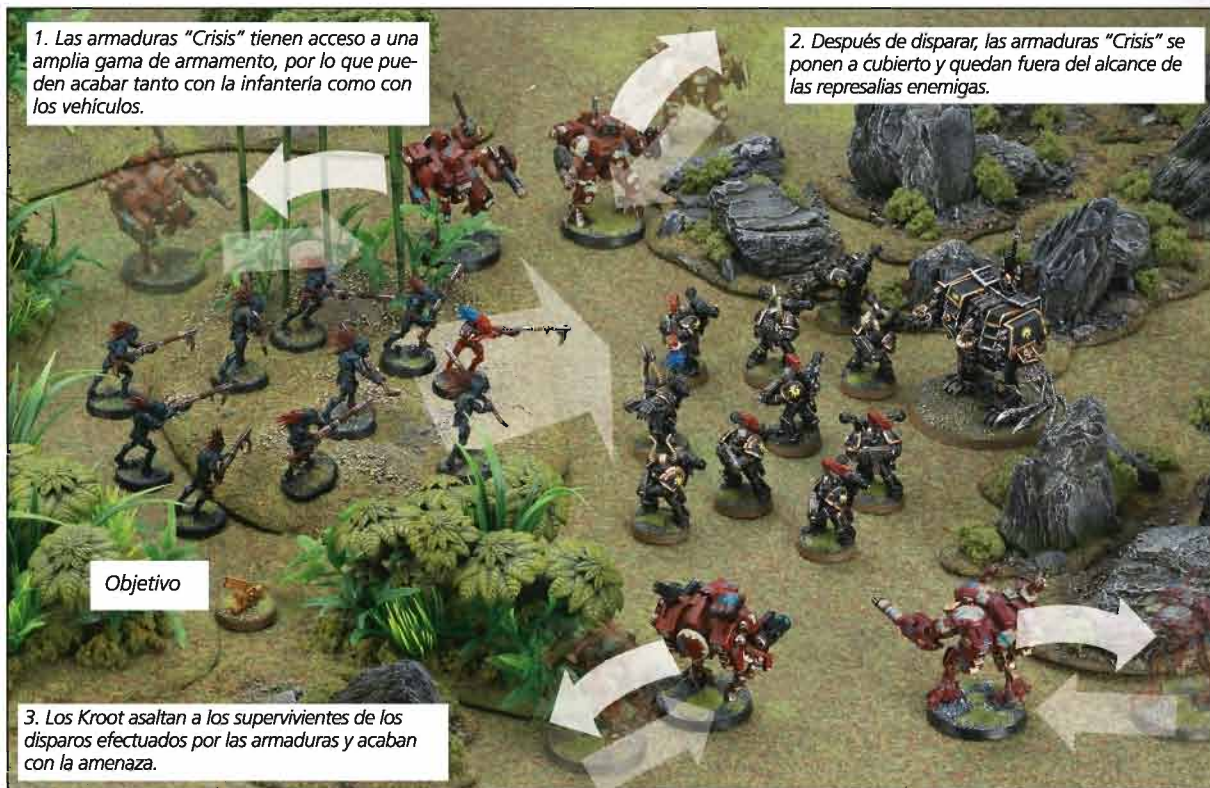 1. Las armaduras "Crisis" tienen acceso a una
amplia gama de armamento, por lo que pue-
den acabar tanto con la infantería como con
los vehículos.
2. Después de disparar, las armaduras "Crisis" se
ponen a cubierto y quedan fuera del alcance de
las represalias enemigas.
Objetivo
3. Los Kroot asaltan a los supervivientes de los
disparos efectuados por las armaduras y acaban
con la amenaza.